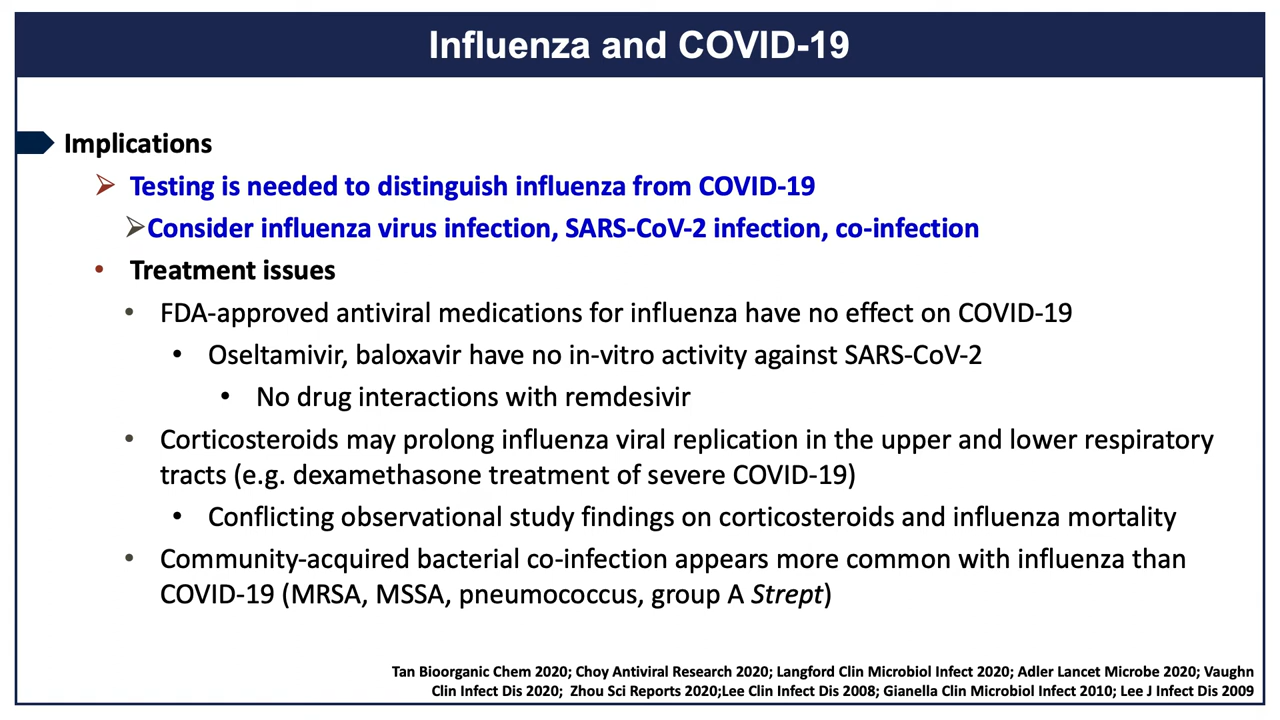 Influenza and COVID-19
Implications
Testing is needed to distinguish influenza from COVID-19
Consider influenza virus infection, SARS-CoV-2 infection, co-infection
• Treatment issues
• FDA-approved antiviral medications for influenza have no effect on COVID-19
• Oseltamivir, baloxavir have no in-vitro activity against SARS-CoV-2
• No drug interactions with remdesivir
• Corticosteroids may prolong influenza viral replication in the upper and lower respiratory
tracts (e.g. dexamethasone treatment of severe COVID-19)
• Conflicting observational study findings on corticosteroids and influenza mortality
• Community-acquired bacterial co-infection appears more common with influenza than
COVID-19 (MRSA, MSSA, pneumococcus, group A Strept)
Tan Bioorganic Chem 2020; Choy Antiviral Research 2020; Langford Clin Microbiol Infect 2020; Adler Lancet Microbe 2020; Vaughn
Clin Infect Dis 2020; Zhou Sci Reports 2020;Lee Clin Infect Dis 2008; Gianella Clin Microbiol Infect 2010; Lee J Infect Dis 2009